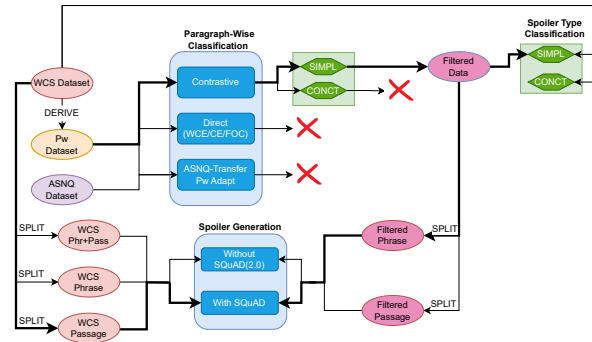 Paragraph-Wise
Classification
Spoiler Type
Classification
WCS Dataset
Contrastive
SIMPL
CONCT
Filtered
Data
SIMPL
CONCT
DERIVE
Pw
Dataset
Direct
(WCE/CE/FOC)
ASNQ
Dataset
ASNQ-Transfer
Pw Adapt
Spoiler Generation
SPLIT
WCS
Phr+Pass
Without
SQuAD(2.0)
Filtered
Phrase
SPLIT
SPLIT
WCS
Phrase
With SQuAD
SPLIT
WCS
Passage
Filtered
Passage
SPLIT